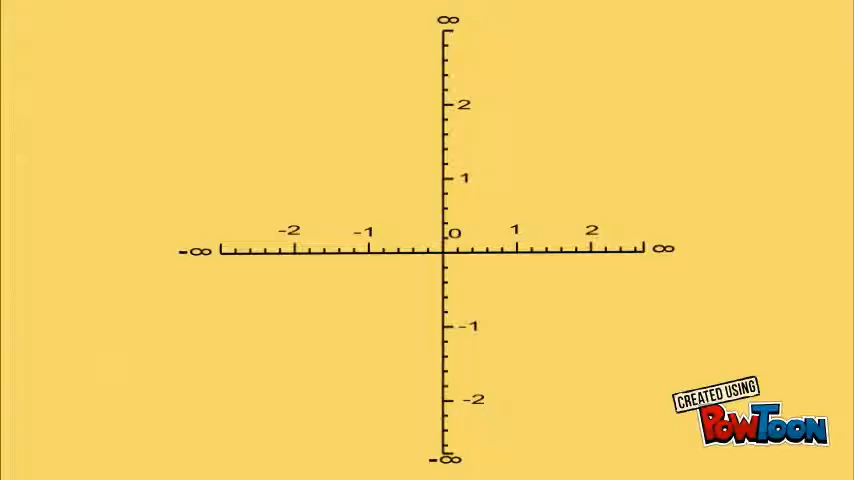 ∞
2
1
-2 -1 0 1 2
-∞ ∞
-1
-2
-∞
CREATED USING
POWTOON